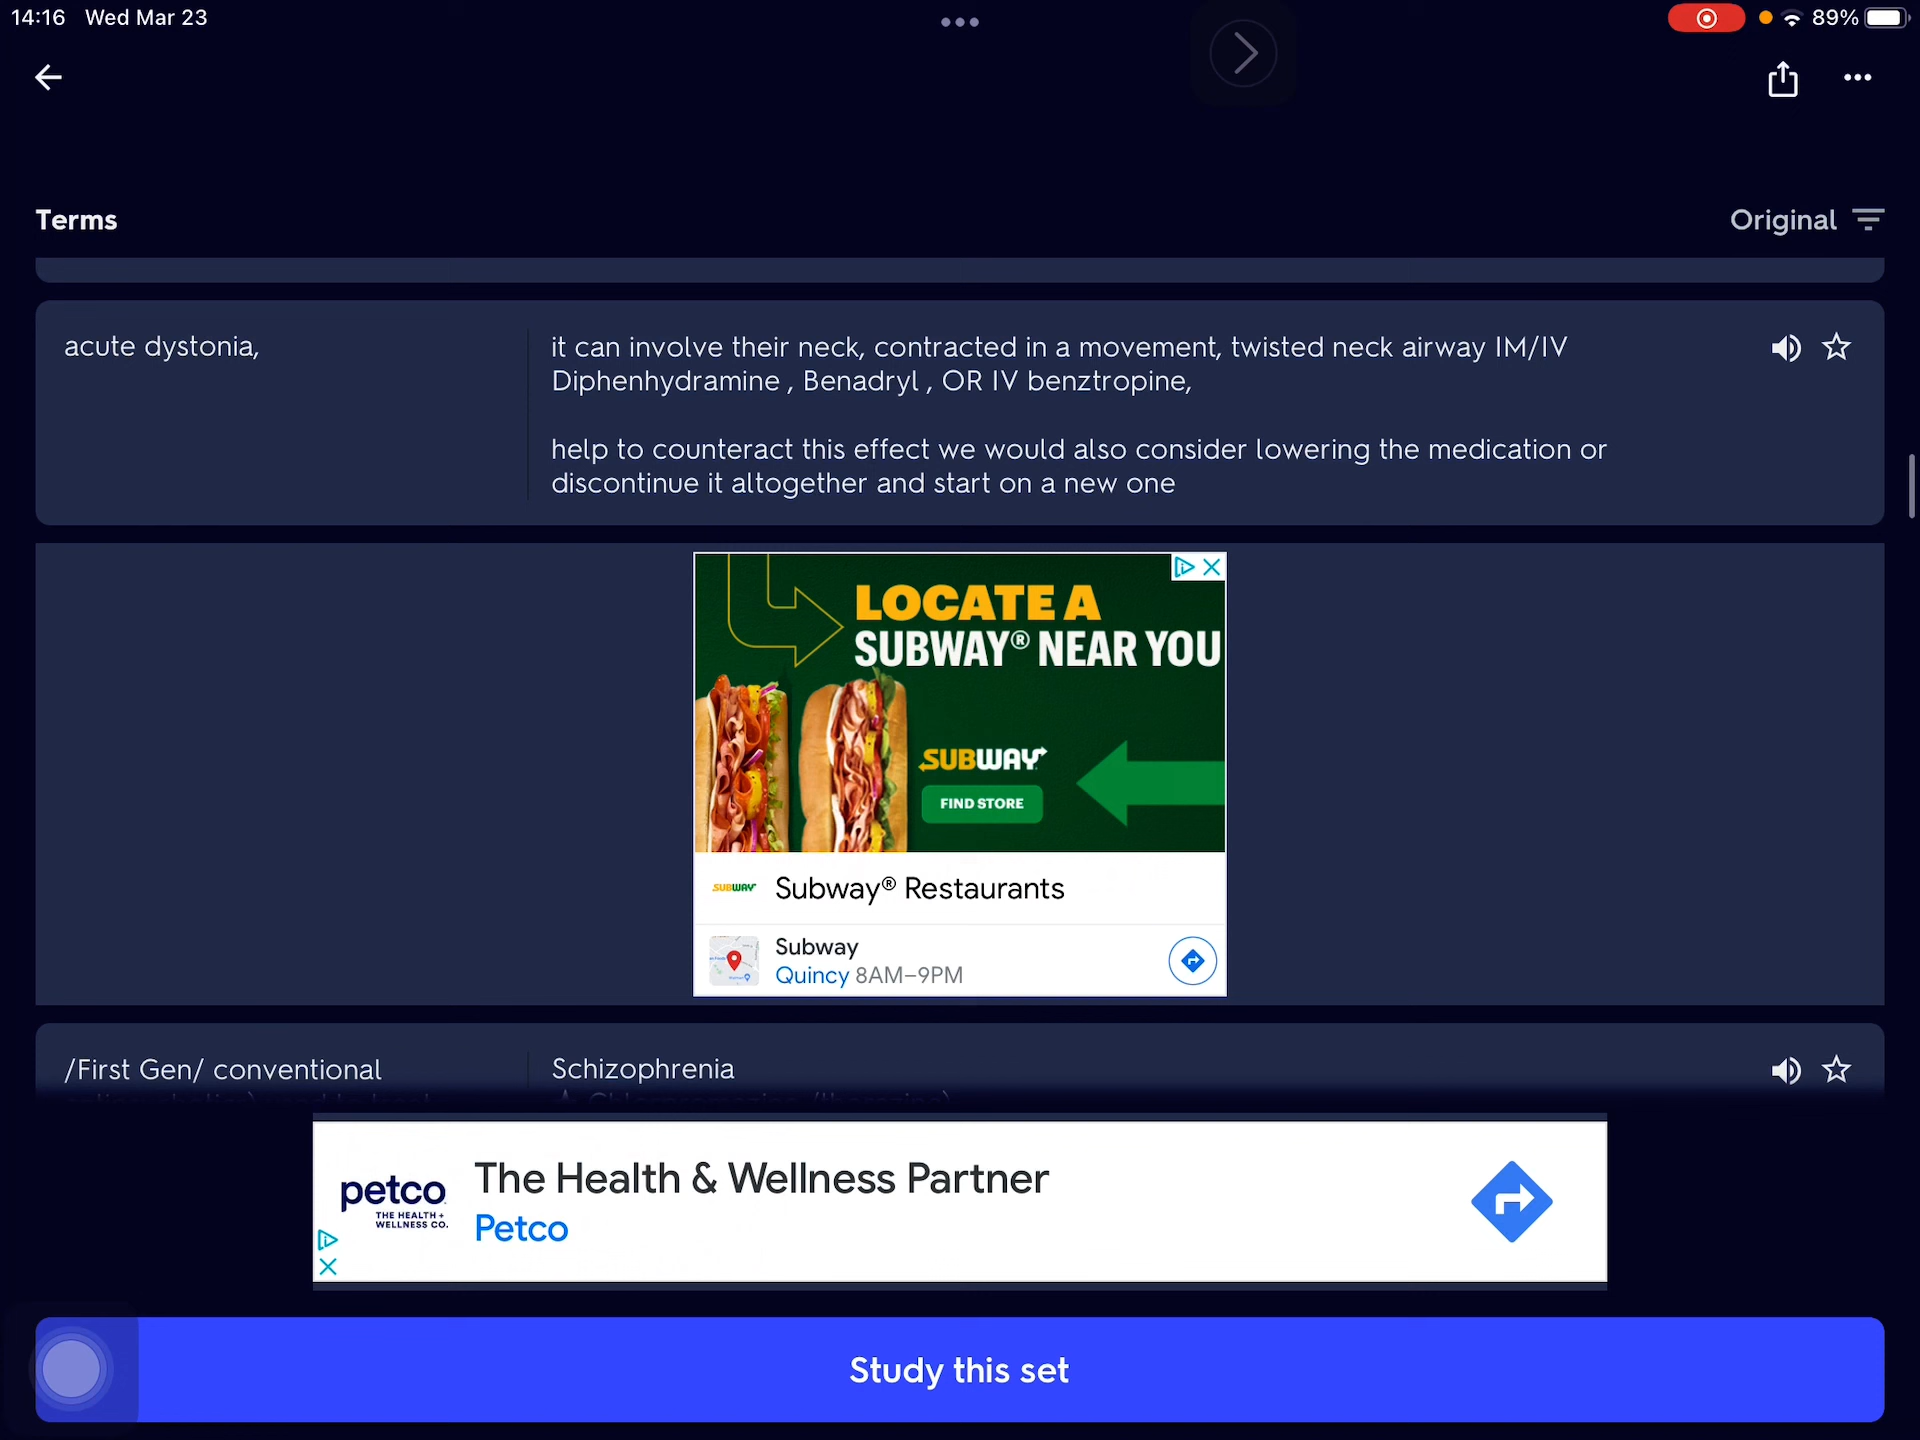 14:16 Wed Mar 23
89%
Terms
Original
acute dystonia,
it can involve their neck, contracted in a movement, twisted neck airway IM/IV
Diphenhydramine , Benadryl , OR IV benztropine,
help to counteract this effect we would also consider lowering the medication or
discontinue it altogether and start on a new one
LOCATE A
SUBWAY® NEAR YOU
SUBWAY
FIND STORE
SUBWAY
Subway® Restaurants
Subway
Quincy 8AM–9PM
/First Gen/ conventional
Schizophrenia
petco
THE HEALTH +
WELLNESS CO.
The Health & Wellness Partner
Petco
Study this set